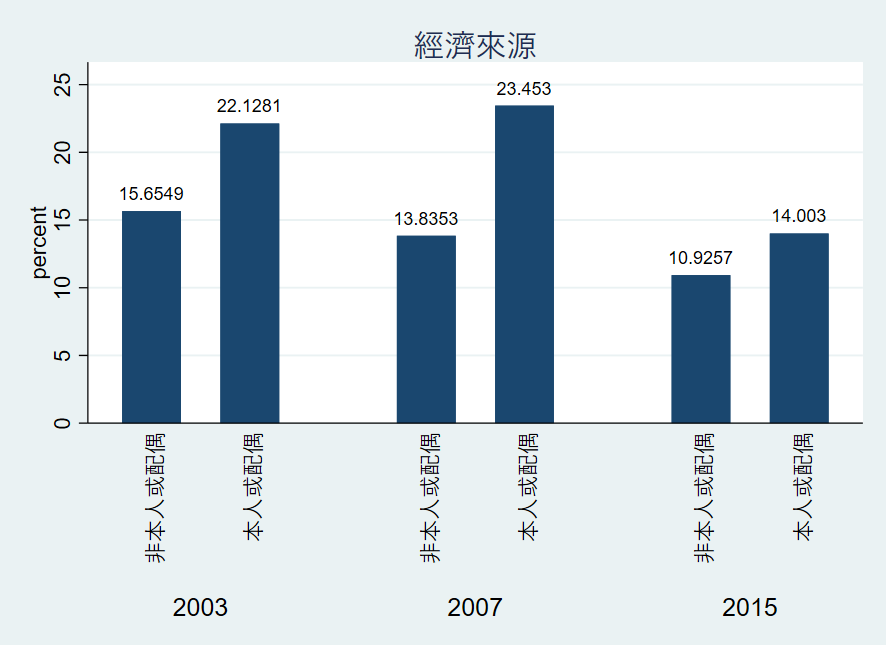 經濟來源
percent
25
20
15
10
5
0
15.6549
22.1281
13.8353
23.453
10.9257
14.003
非本人或配偶
本人或配偶
非本人或配偶
本人或配偶
非本人或配偶
本人或配偶
2003
2007
2015